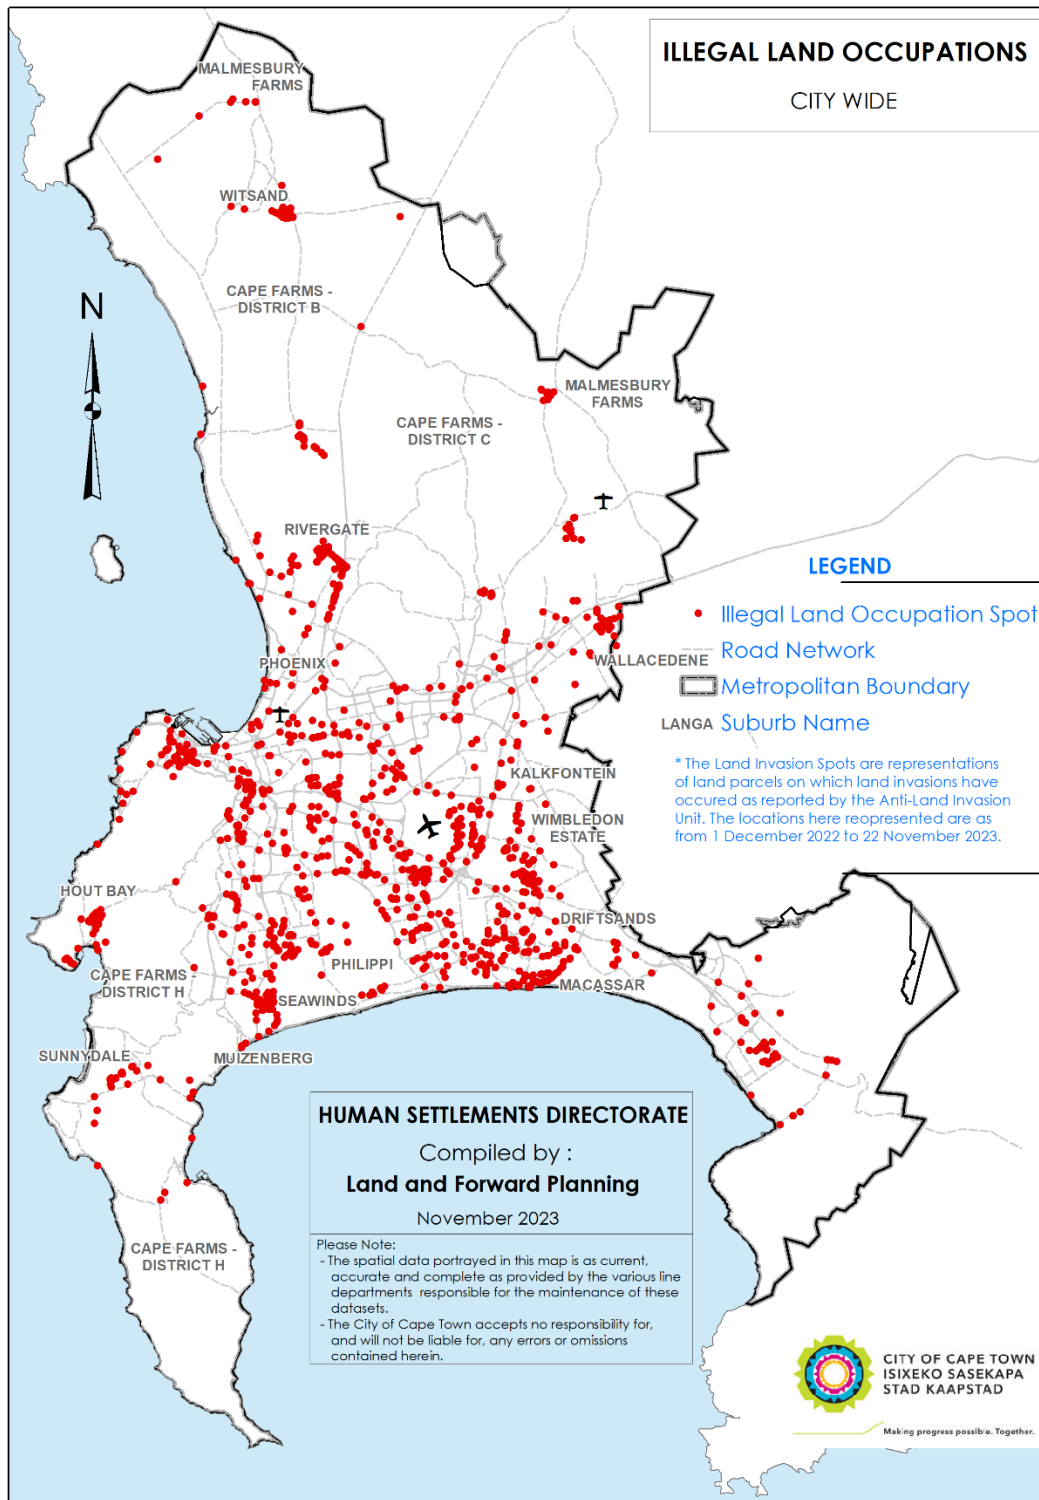 ILLEGAL LAND OCCUPATIONS
CITY WIDE
MALMESBURY
FARMS
WITSAND
CAPE FARMS -
DISTRICT B
N
MALMESBURY
FARMS
CAPE FARMS -
DISTRICT C
RIVERGATE
LEGEND
Illegal Land Occupation Spot
Road Network
Metropolitan Boundary
LANGA Suburb Name
* The Land Invasion Spots are representations
of land parcels on which land invasions have
occured as reported by the Anti-Land Invasion
Unit. The locations here reopresented are as
from 1 December 2022 to 22 November 2023.
PHOENIX
WALLACEDENE
KALKFONTEIN
WIMBLEDON
ESTATE
HOUT BAY
DRIFTSANDS
PHILIPPI
CAPE FARMS -
DISTRICT H
MACASSAR
SEAWINDS
SUNNYDALE
MUIZENBERG
HUMAN SETTLEMENTS DIRECTORATE
Compiled by :
Land and Forward Planning
November 2023
Please Note:
- The spatial data portrayed in this map is as current,
accurate and complete as provided by the various line
departments responsible for the maintenance of these
datasets.
- The City of Cape Town accepts no responsibility for,
and will not be liable for, any errors or omissions
contained herein.
CAPE FARMS -
DISTRICT H
CITY OF CAPE TOWN
ISIXEKO SASEKAPA
STAD KAAPSTAD
Making progress possible. Together.